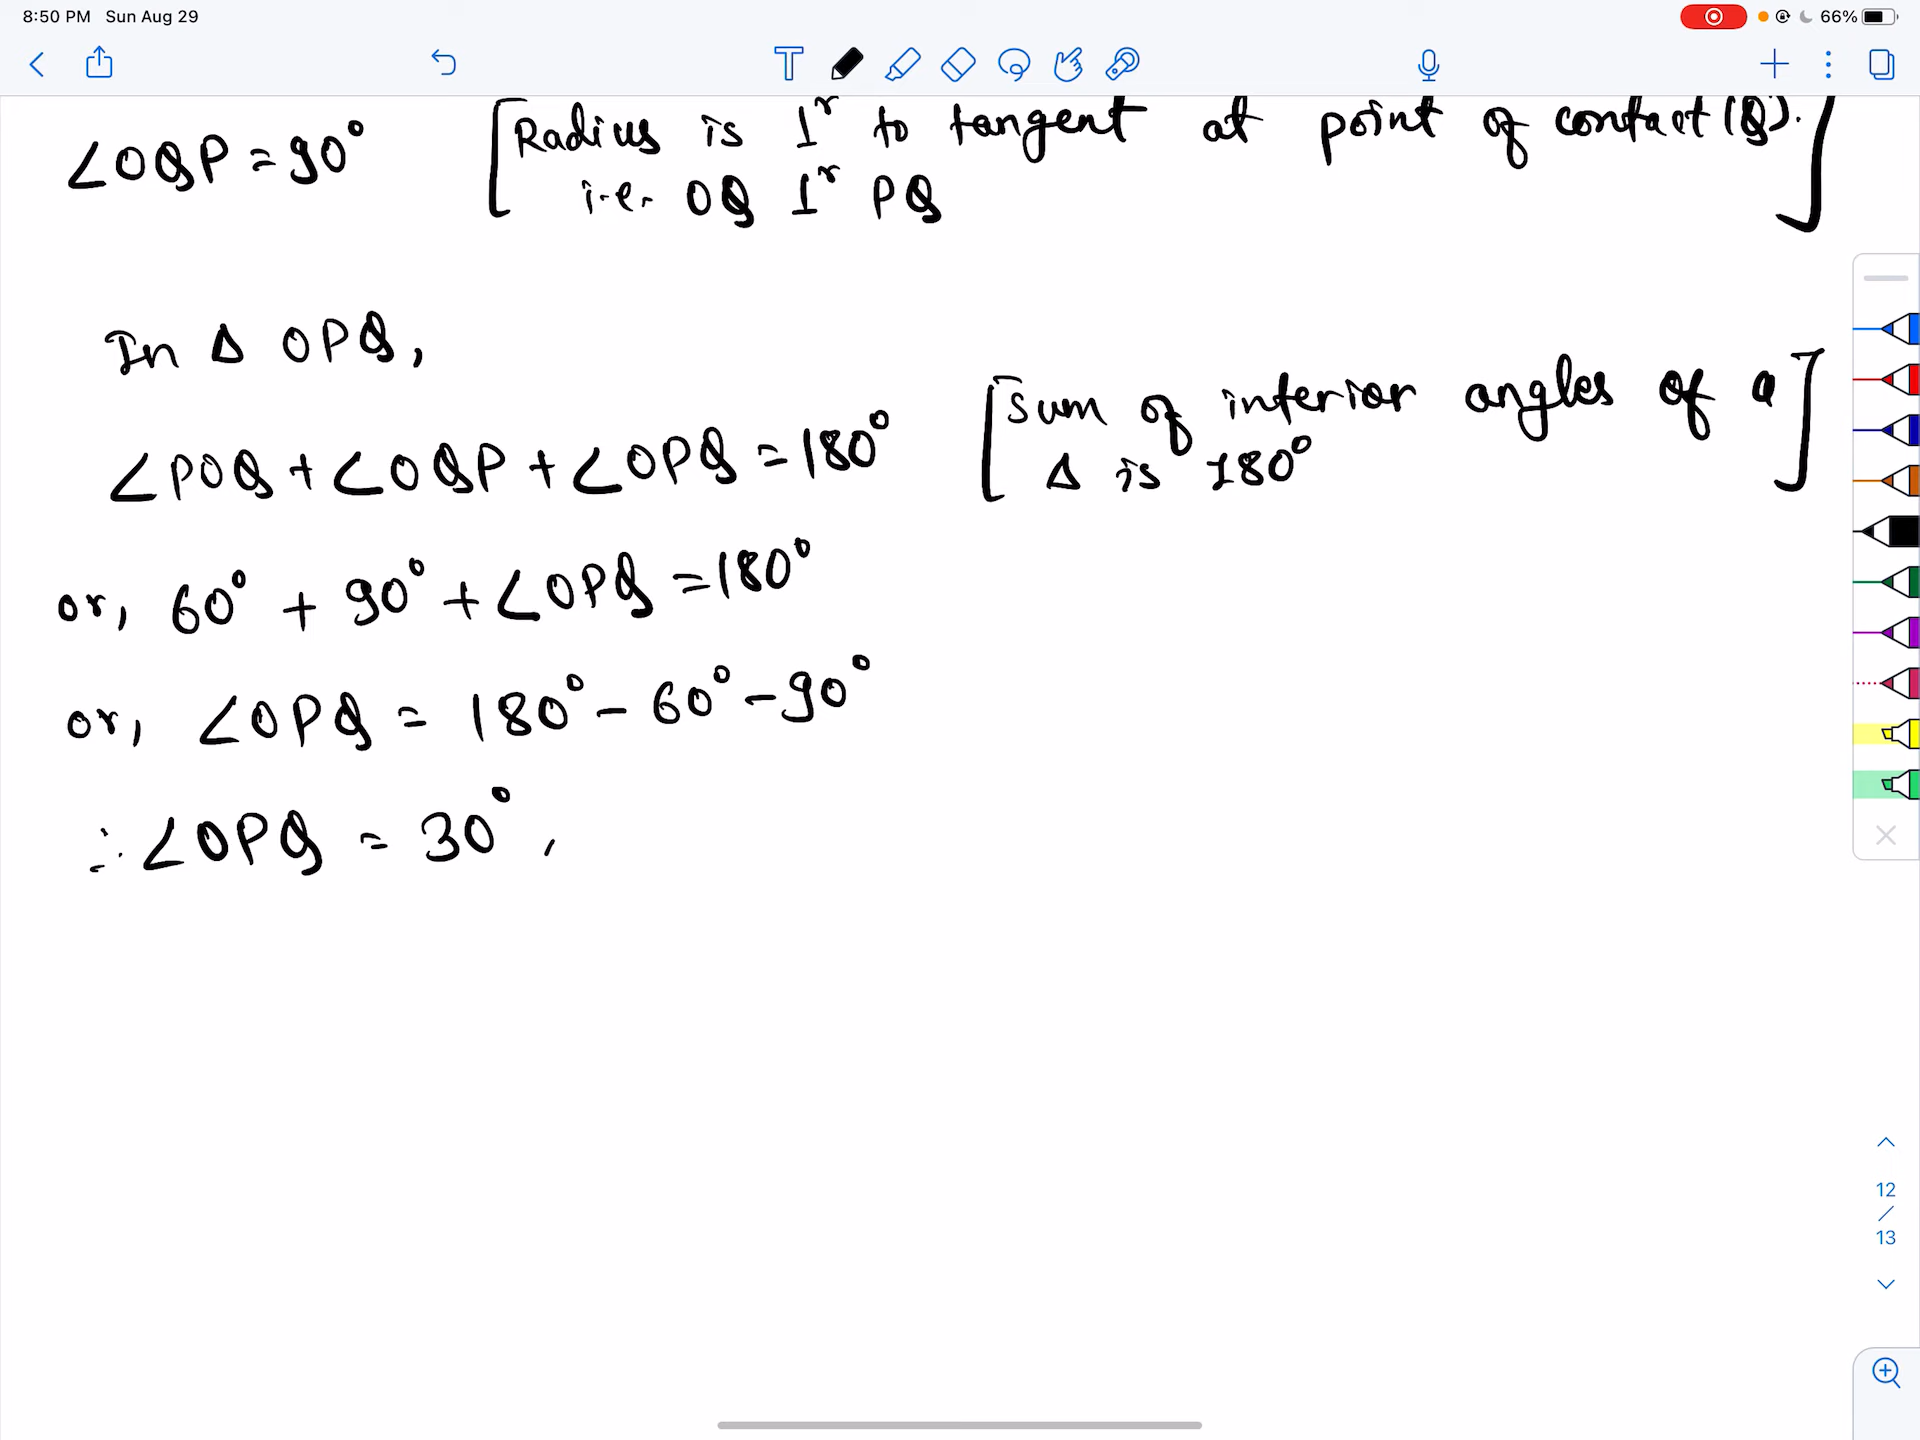 8:50 PM Sun Aug 29
66%
∠OQP = 90° [Radius is ⊥ʳ to tangent at point of contact (Q).
i.e. OQ ⊥ʳ PQ]
In Δ OPQ,
∠POQ + ∠OQP + ∠OPQ = 180° [Sum of interior angles of a
Δ is 180°]
or, 60° + 90° + ∠OPQ = 180°
or, ∠OPQ = 180° - 60° - 90°
∴ ∠OPQ = 30°,
12
/
13